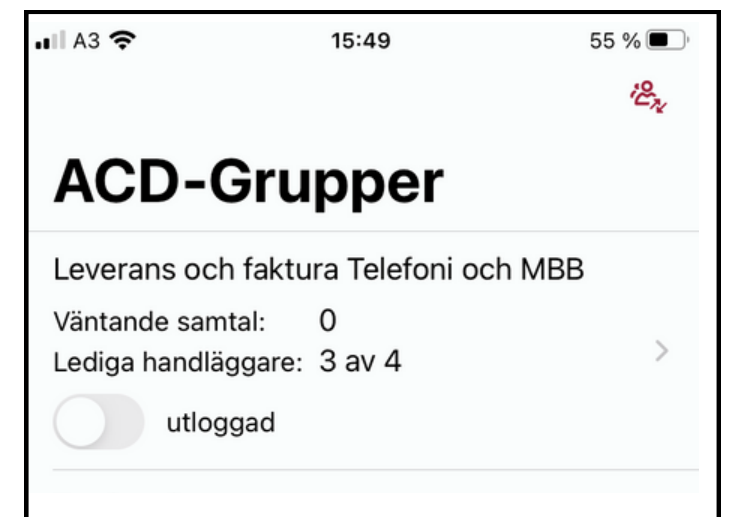 A3 15:49 55 %
ACD-Grupper
Leverans och faktura Telefoni och MBB
Väntande samtal: 0
Lediga handläggare: 3 av 4
utloggad